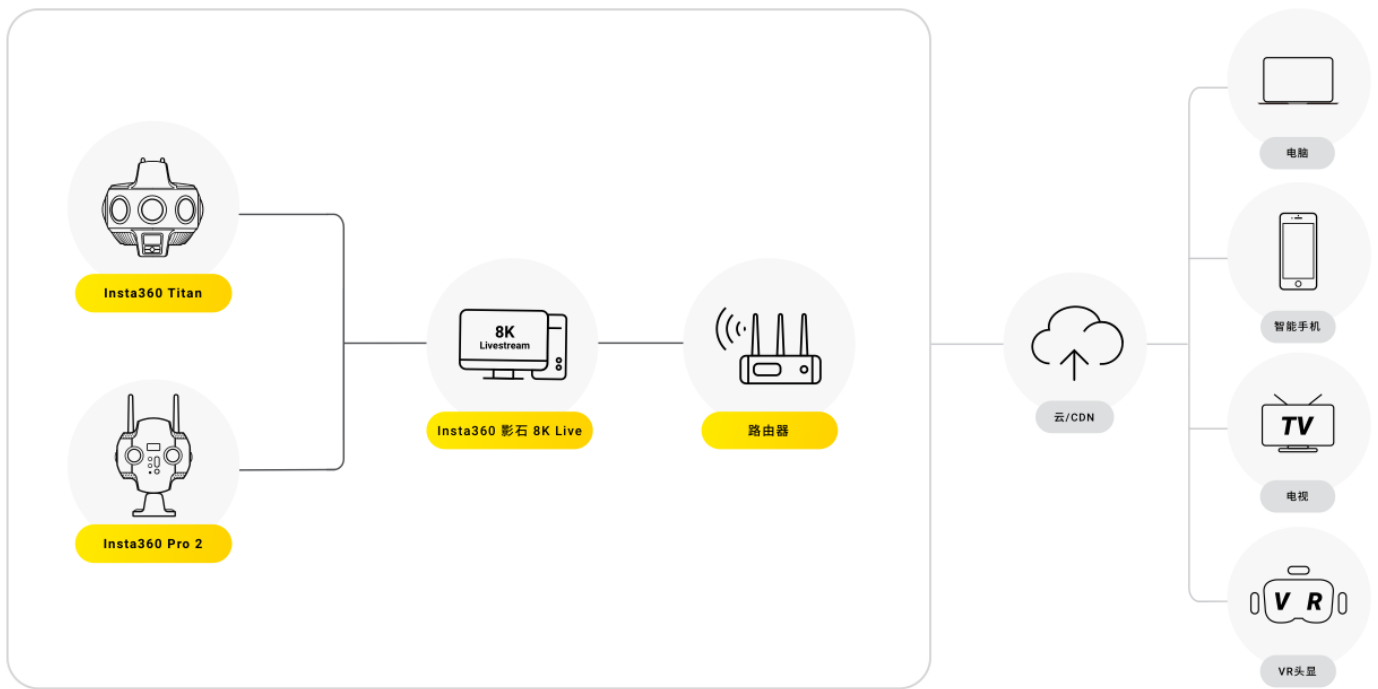 Insta360 Titan
Insta360 Pro 2
8K
Livestream
Insta360 影石 8K Live
路由器
云/CDN
电脑
智能手机
TV
电视
V R
VR头显